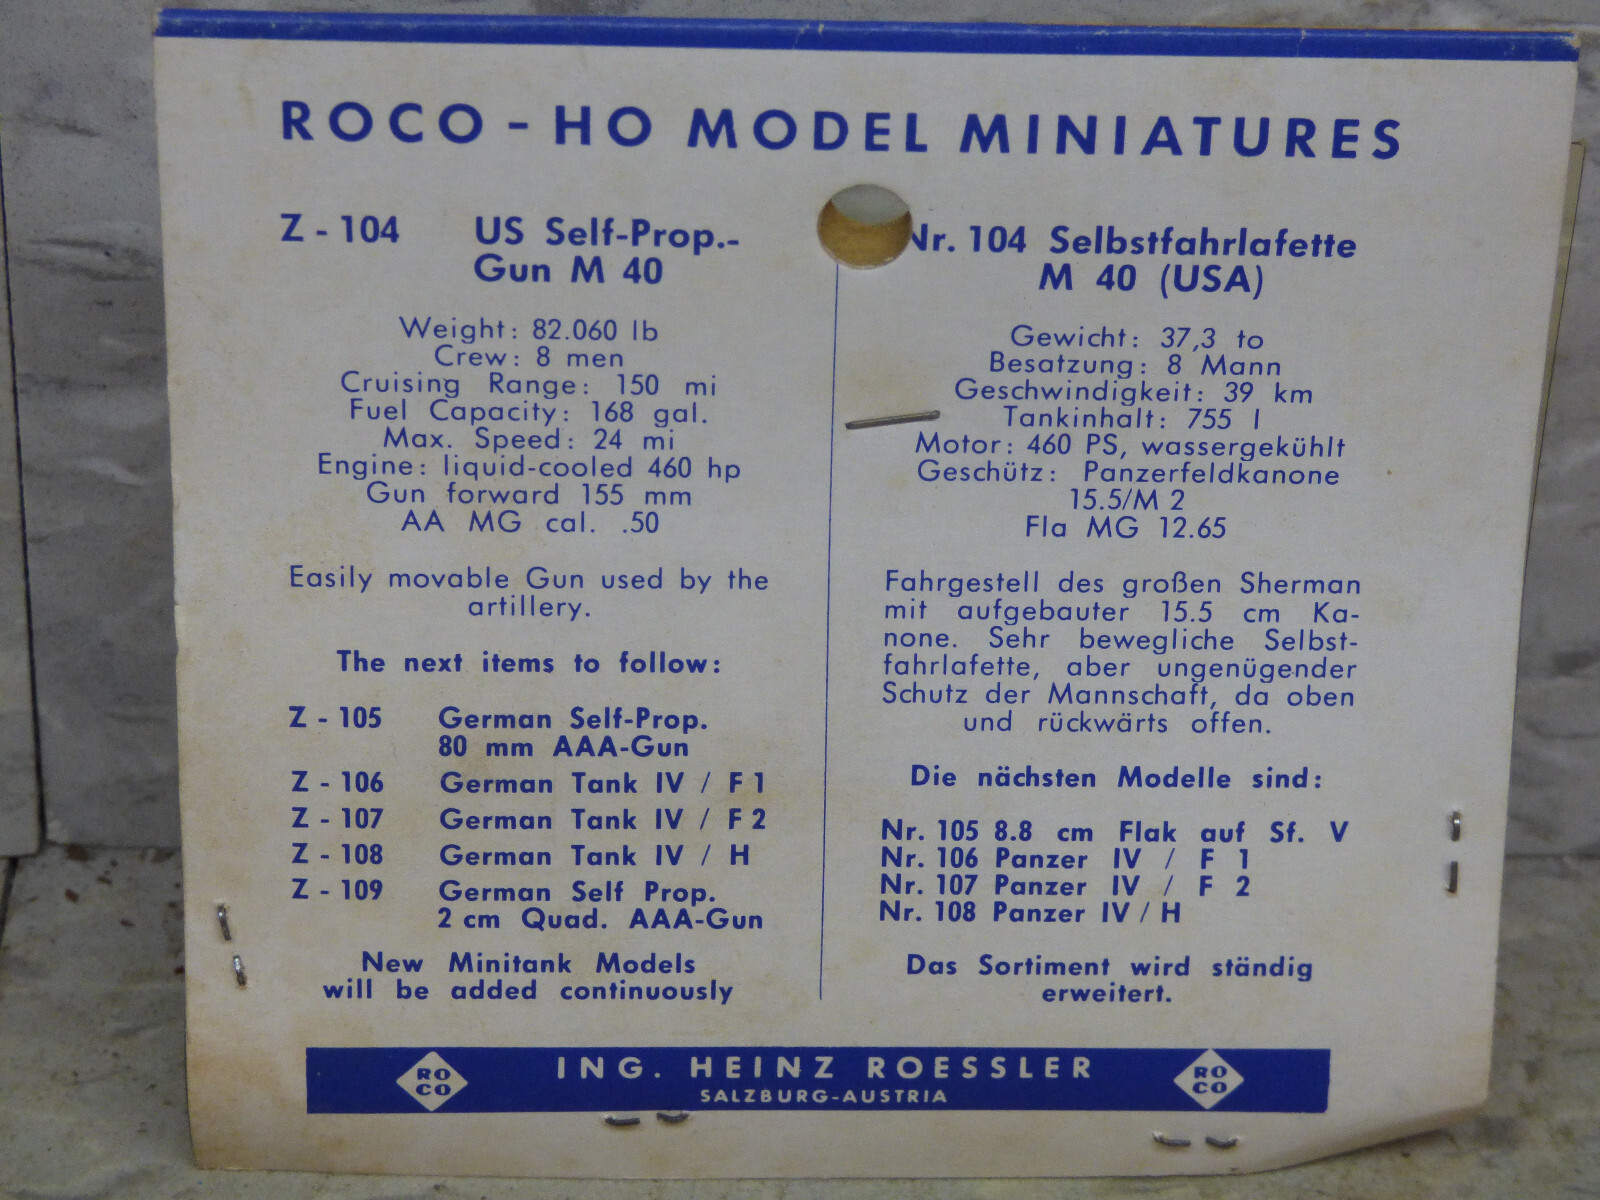 ROCO - HO MODEL MINIATURES
Z - 104 US Self-Prop.-
Gun M 40
Weight: 82.060 lb
Crew: 8 men
Cruising Range: 150 mi
Fuel Capacity: 168 gal.
Max. Speed: 24 mi
Engine: liquid-cooled 460 hp
Gun forward 155 mm
AA MG cal. .50
Easily movable Gun used by the
artillery.
The next items to follow:
Z - 105 German Self-Prop.
80 mm AAA-Gun
Z - 106 German Tank IV / F 1
Z - 107 German Tank IV / F 2
Z - 108 German Tank IV / H
Z - 109 German Self Prop.
2 cm Quad. AAA-Gun
New Minitank Models
will be added continuously
Nr. 104 Selbstfahrlafette
M 40 (USA)
Gewicht: 37,3 to
Besatzung: 8 Mann
Geschwindigkeit: 39 km
Tankinhalt: 755 l
Motor: 460 PS, wassergekühlt
Geschütz: Panzerfeldkanone
15.5/M 2
Fla MG 12.65
Fahrgestell des großen Sherman
mit aufgebauter 15.5 cm Ka-
none. Sehr bewegliche Selbst-
fahrlafette, aber ungenügender
Schutz der Mannschaft, da oben
und rückwärts offen.
Die nächsten Modelle sind:
Nr. 105 8.8 cm Flak auf Sf. V
Nr. 106 Panzer IV / F 1
Nr. 107 Panzer IV / F 2
Nr. 108 Panzer IV / H
Das Sortiment wird ständig
erweitert.
RO
CO
ING. HEINZ ROESSLER
SALZBURG-AUSTRIA
RO
CO